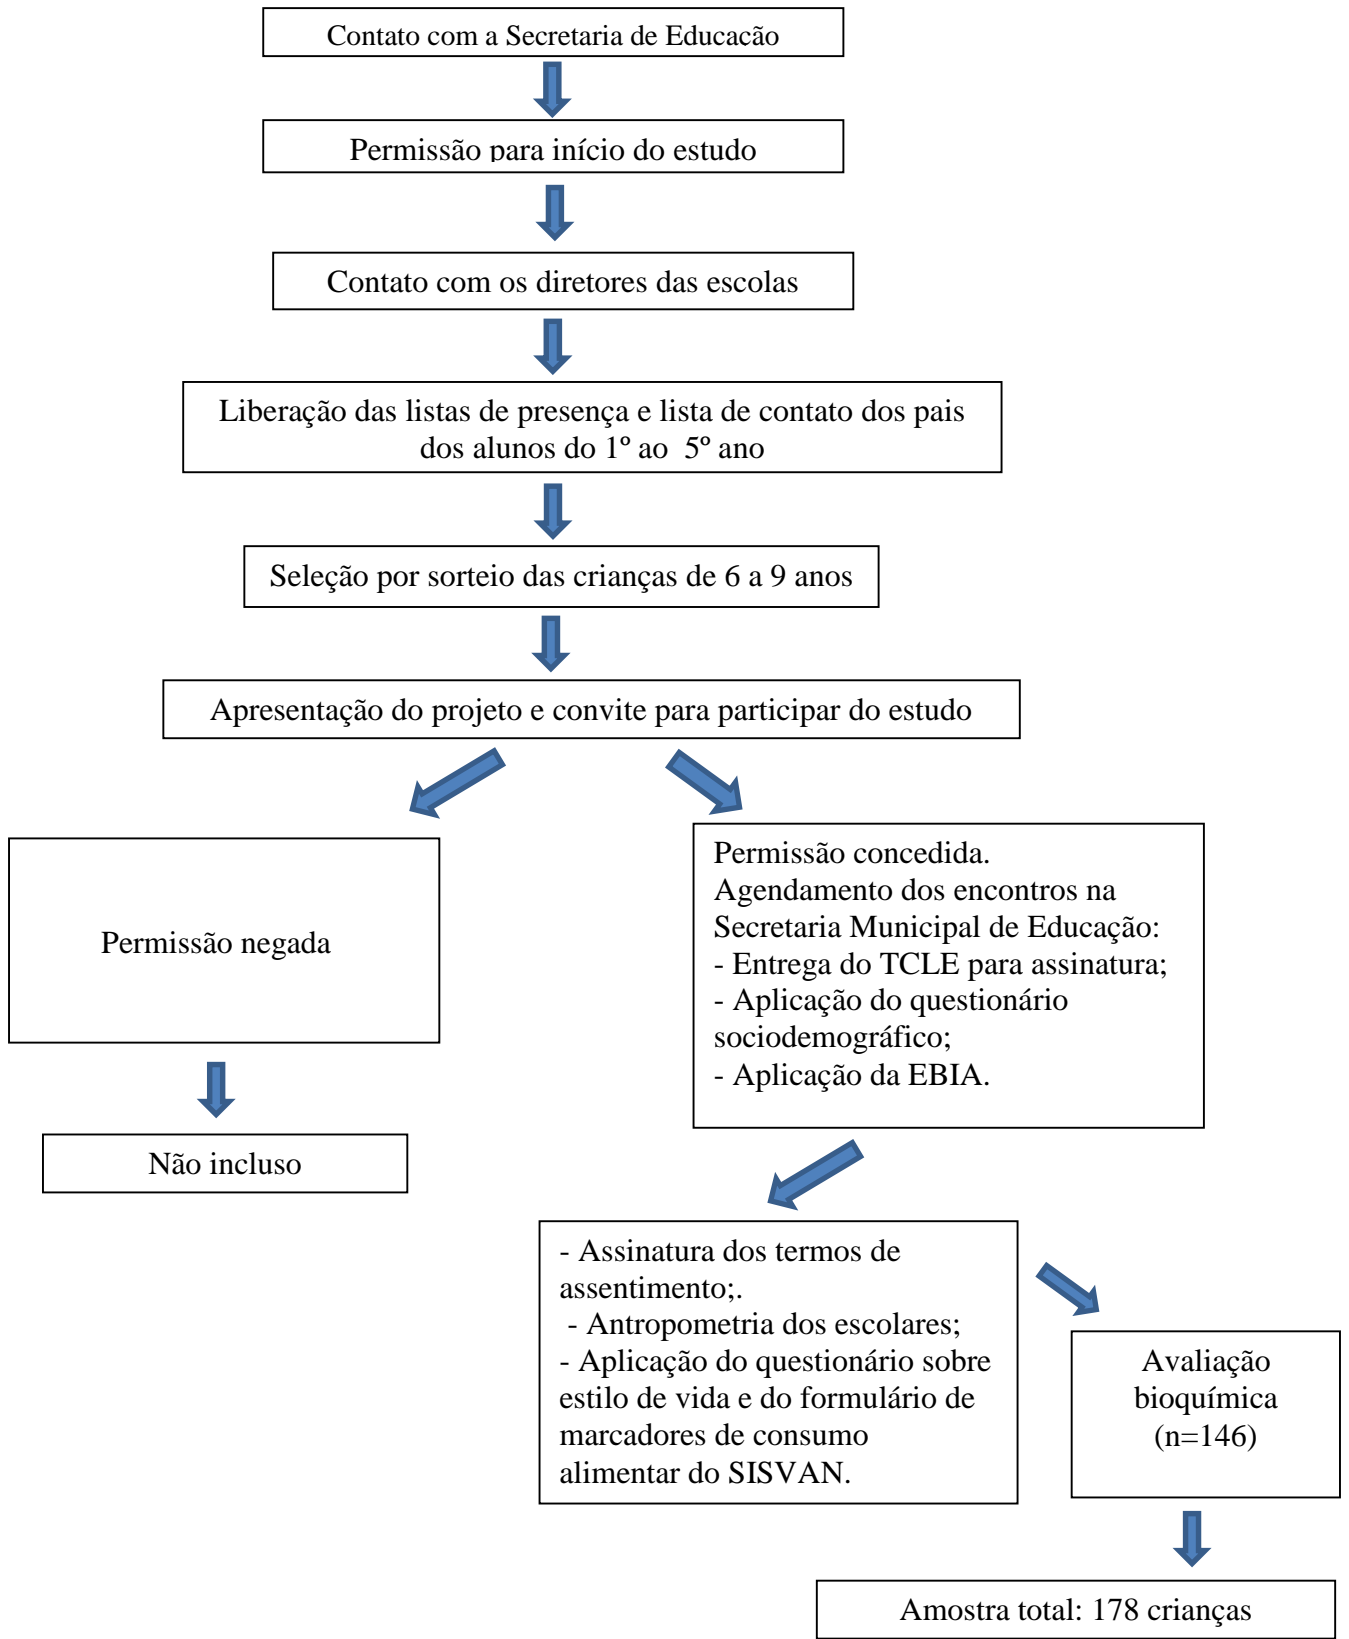 Contato com a Secretaria de Educacão
Permissão para início do estudo
Contato com os diretores das escolas
Liberação das listas de presença e lista de contato dos pais
dos alunos do 1º ao  5º ano
Seleção por sorteio das crianças de 6 a 9 anos
Apresentação do projeto e convite para participar do estudo
Permissão negada
Não incluso
Permissão concedida.
Agendamento dos encontros na
Secretaria Municipal de Educação:
- Entrega do TCLE para assinatura;
- Aplicação do questionário
sociodemográfico;
- Aplicação da EBIA.
- Assinatura dos termos de
assentimento;.
- Antropometria dos escolares;
- Aplicação do questionário sobre
estilo de vida e do formulário de
marcadores de consumo
alimentar do SISVAN.
Avaliação
bioquímica
(n=146)
Amostra total: 178 crianças